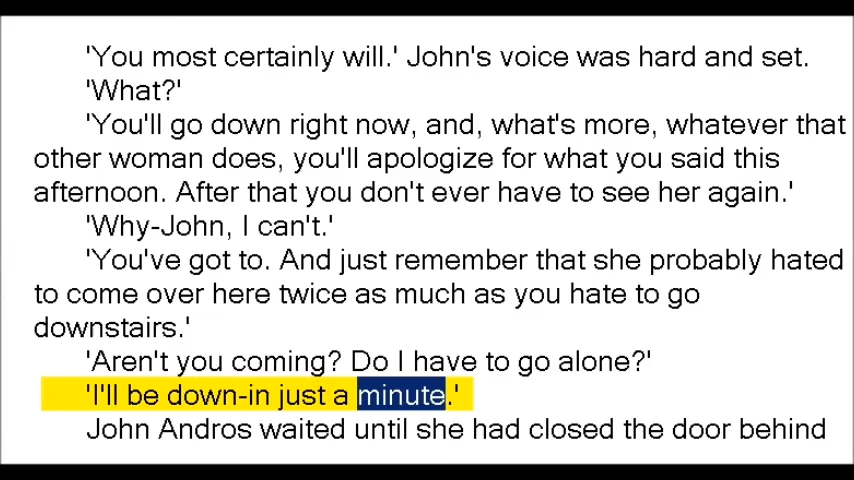 'You most certainly will.' John's voice was hard and set.
'What?'
'You'll go down right now, and, what's more, whatever that
other woman does, you'll apologize for what you said this
afternoon. After that you don't ever have to see her again.'
'Why-John, I can't.'
'You've got to. And just remember that she probably hated
to come over here twice as much as you hate to go
downstairs.'
'Aren't you coming? Do I have to go alone?'
'I'll be down-in just a minute.'
John Andros waited until she had closed the door behind